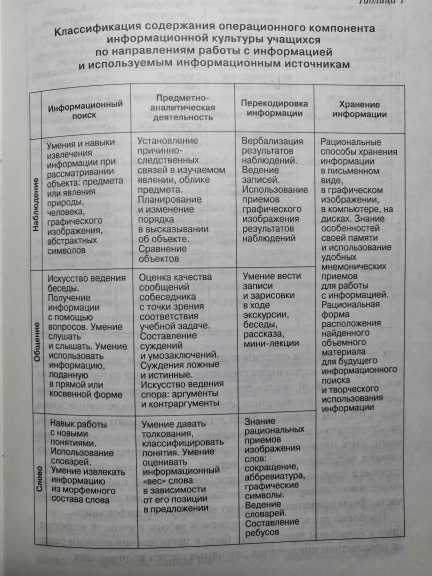 Таблица 1
Классификация содержания операционного компонента
информационной культуры учащихся
по направлениям работы с информацией
и используемым информационным источникам
Информационный
поиск
Предметно-
аналитическая
деятельность
Перекодировка
информации
Хранение
информации
Наблюдение
Умения и навыки
извлечения
информации при
рассматривании
объекта: предмета
или явления
природы,
человека,
графического
изображения,
абстрактных
символов
Установление
причинно-
следственных
связей в изучаемом
явлении, облике
предмета.
Планирование
и изменение
порядка
в высказывании
об объекте.
Сравнение
объектов
Вербализация
результатов
наблюдений.
Ведение
записей.
Использование
приемов
графического
изображения
результатов
наблюдений
Рациональные
способы хранения
информации
в письменном
виде,
в графическом
изображении,
в компьютере, на
дисках. Знание
особенностей
своей памяти
и использование
удобных
мнемонических
приемов
для работы
с информацией.
Рациональная
форма
расположения
найденного
объемного
материала
для будущего
информационного
поиска
и творческого
использования
информации
Общение
Искусство ведения
беседы.
Получение
информации
с помощью
вопросов. Умение
слушать
и слышать. Умение
использовать
информацию,
поданную
в прямой или
косвенной форме
Оценка качества
сообщений
собеседника
с точки зрения
соответствия
учебной задаче.
Составление
суждений
и умозаключений.
Суждения ложные
и истинные.
Искусство ведения
спора: аргументы
и контраргументы
Умение вести
записи
и зарисовки
в ходе
экскурсии,
беседы,
рассказа,
мини-лекции
Слово
Навык работы
с новыми
понятиями.
Использование
словарей.
Умение извлекать
информацию
из морфемного
состава слова
Умение давать
толкования,
классифицировать
понятия. Умение
оценивать
информационный
«вес» слова
в зависимости
от его позиции
в предложении
Знание
рациональных
приемов
изображения
слов:
сокращение,
аббревиатура,
графические
символы.
Ведение
словарей.
Составление
ребусов